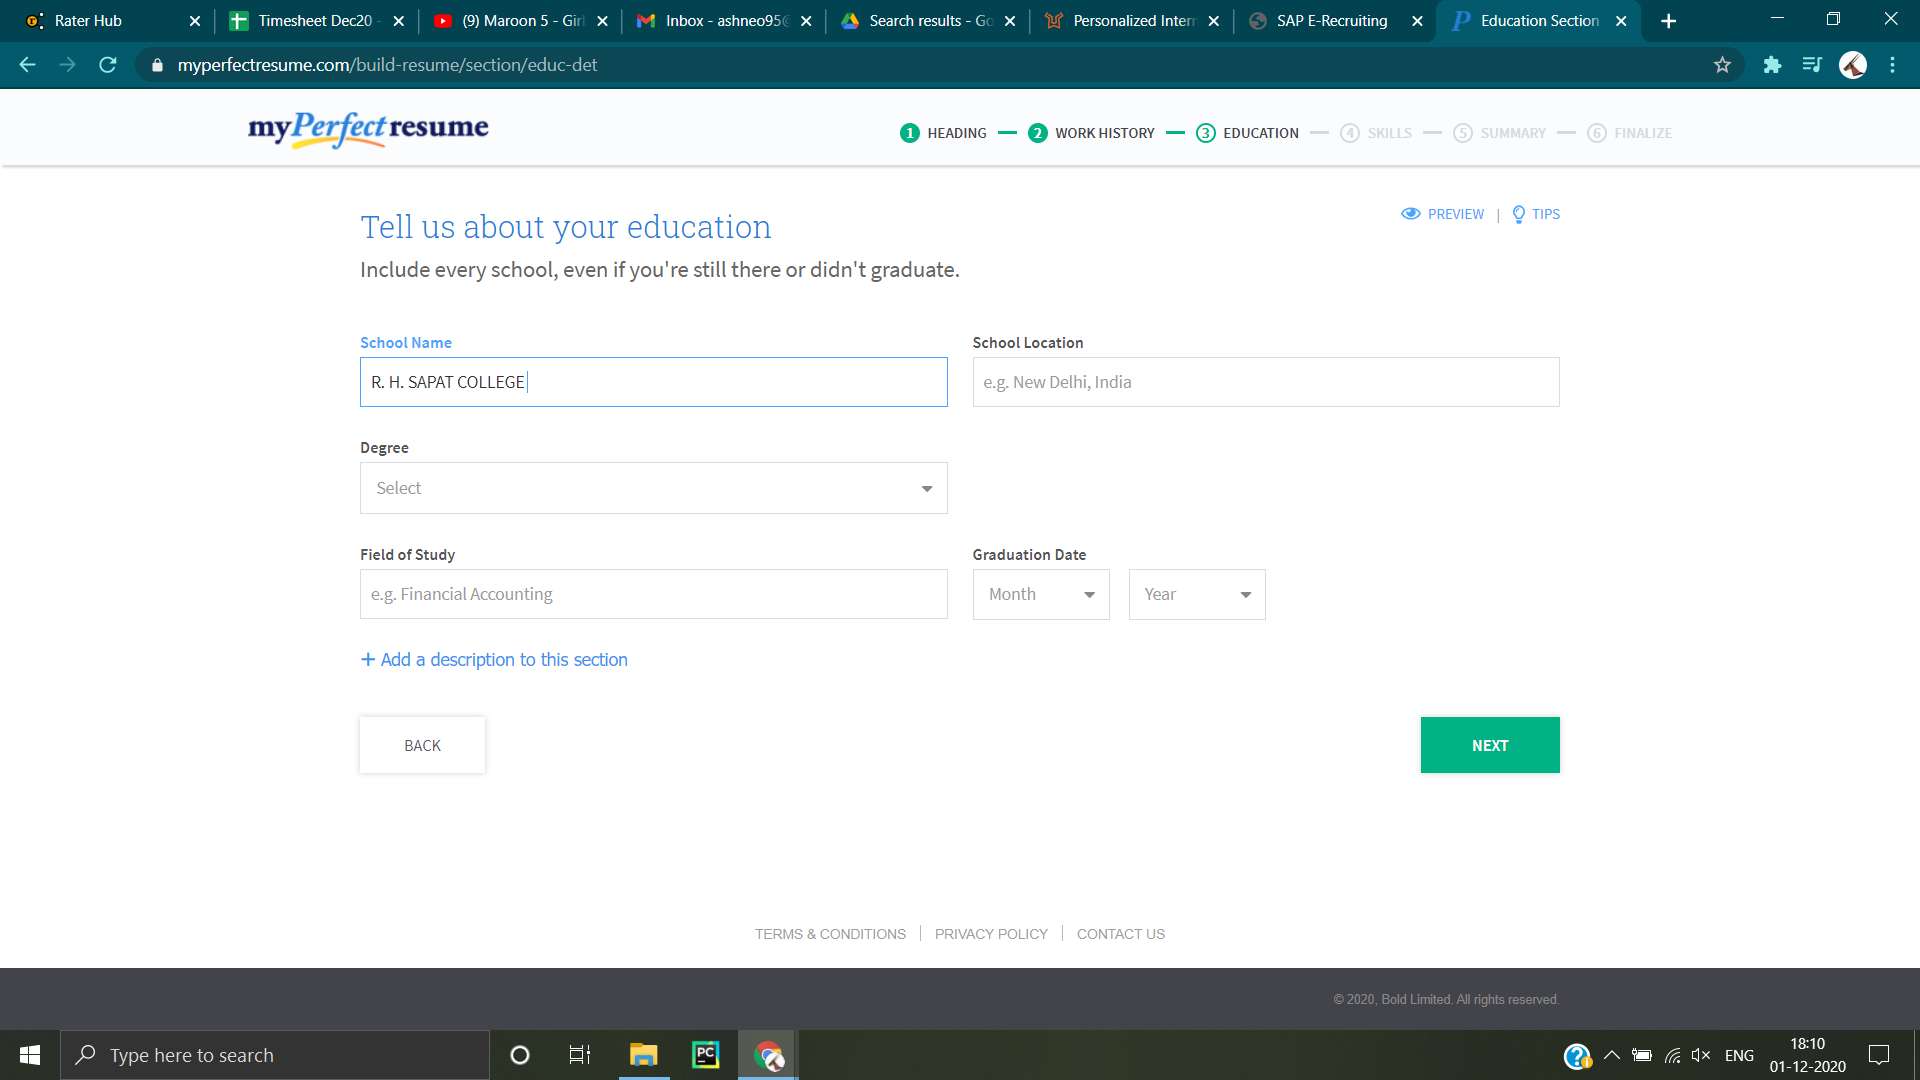 Rater Hub
Timesheet Dec20 -
(9) Maroon 5 - Girl
Inbox - ashneo95@
Search results - Go
Personalized Intern
SAP E-Recruiting
Education Section
myperfectresume.com/build-resume/section/educ-det
myPerfectresume
1 HEADING
2 WORK HISTORY
3 EDUCATION
4 SKILLS
5 SUMMARY
6 FINALIZE
Tell us about your education
PREVIEW | TIPS
Include every school, even if you're still there or didn't graduate.
School Name
School Location
R. H. SAPAT COLLEGE
e.g. New Delhi, India
Degree
Select
Field of Study
Graduation Date
e.g. Financial Accounting
Month
Year
+ Add a description to this section
BACK
NEXT
TERMS & CONDITIONS
PRIVACY POLICY
CONTACT US
© 2020, Bold Limited. All rights reserved.
Type here to search
PC
ENG
18:10
01-12-2020